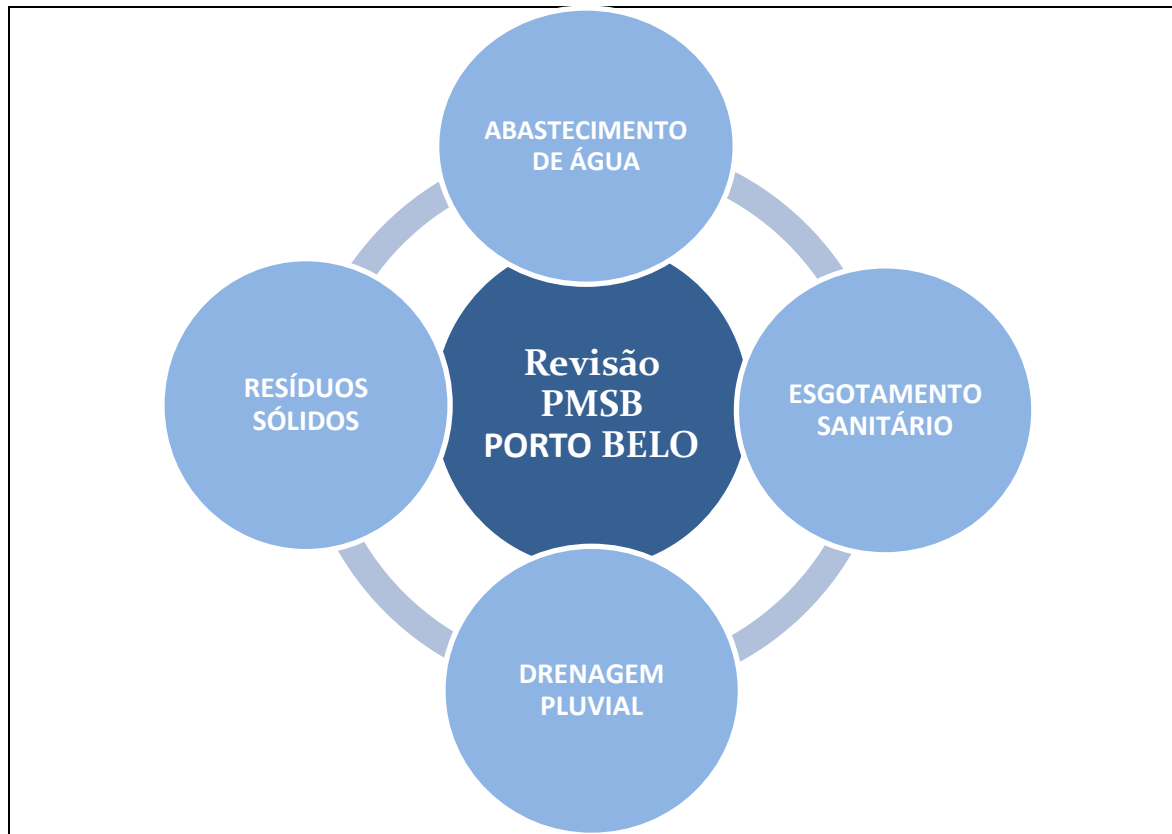 ABASTECIMENTO
DE ÁGUA
RESÍDUOS
SÓLIDOS
Revisão
PMSB
PORTO BELO
ESGOTAMENTO
SANITÁRIO
DRENAGEM
PLUVIAL